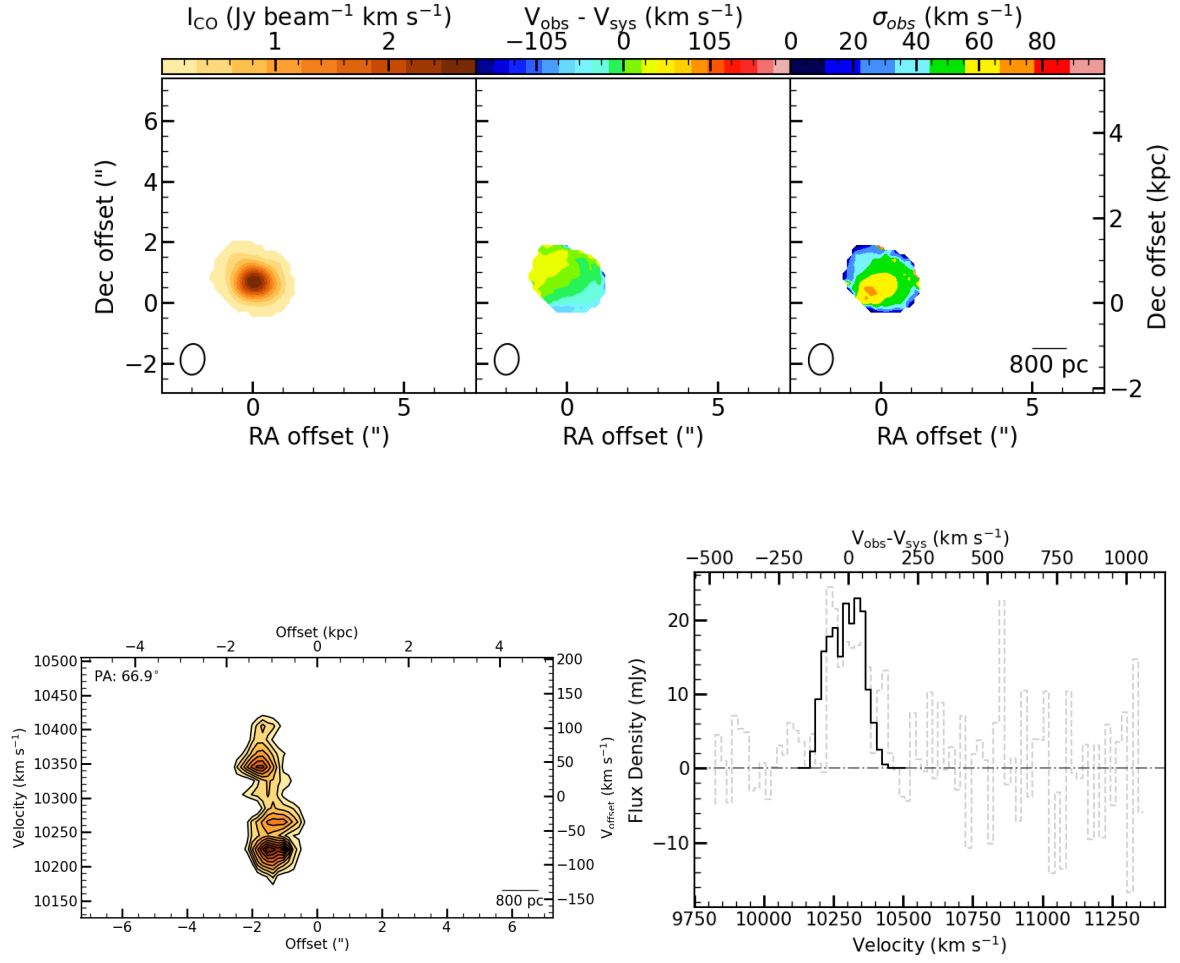 I_CO (Jy beam⁻¹ km s⁻¹) V_obs - V_sys (km s⁻¹) σ_obs (km s⁻¹)
1 2 −105 0 105 0 20 40 60 80
6
4
2
0
−2
Dec offset (")
4
2
0
−2
Dec offset (kpc)
800 pc
0 5 0 5 0 5
RA offset (") RA offset (") RA offset (")
Offset (kpc)
−4 −2 0 2 4
PA: 66.9°
10500
10450
10400
10350
10300
10250
10200
10150
Velocity (km s⁻¹)
200
150
100
50
0
−50
−100
−150
V_offset (km s⁻¹)
800 pc
−6 −4 −2 0 2 4 6
Offset (")
V_obs-V_sys (km s⁻¹)
−500 −250 0 250 500 750 1000
20
10
0
−10
Flux Density (mJy)
9750 10000 10250 10500 10750 11000 11250
Velocity (km s⁻¹)